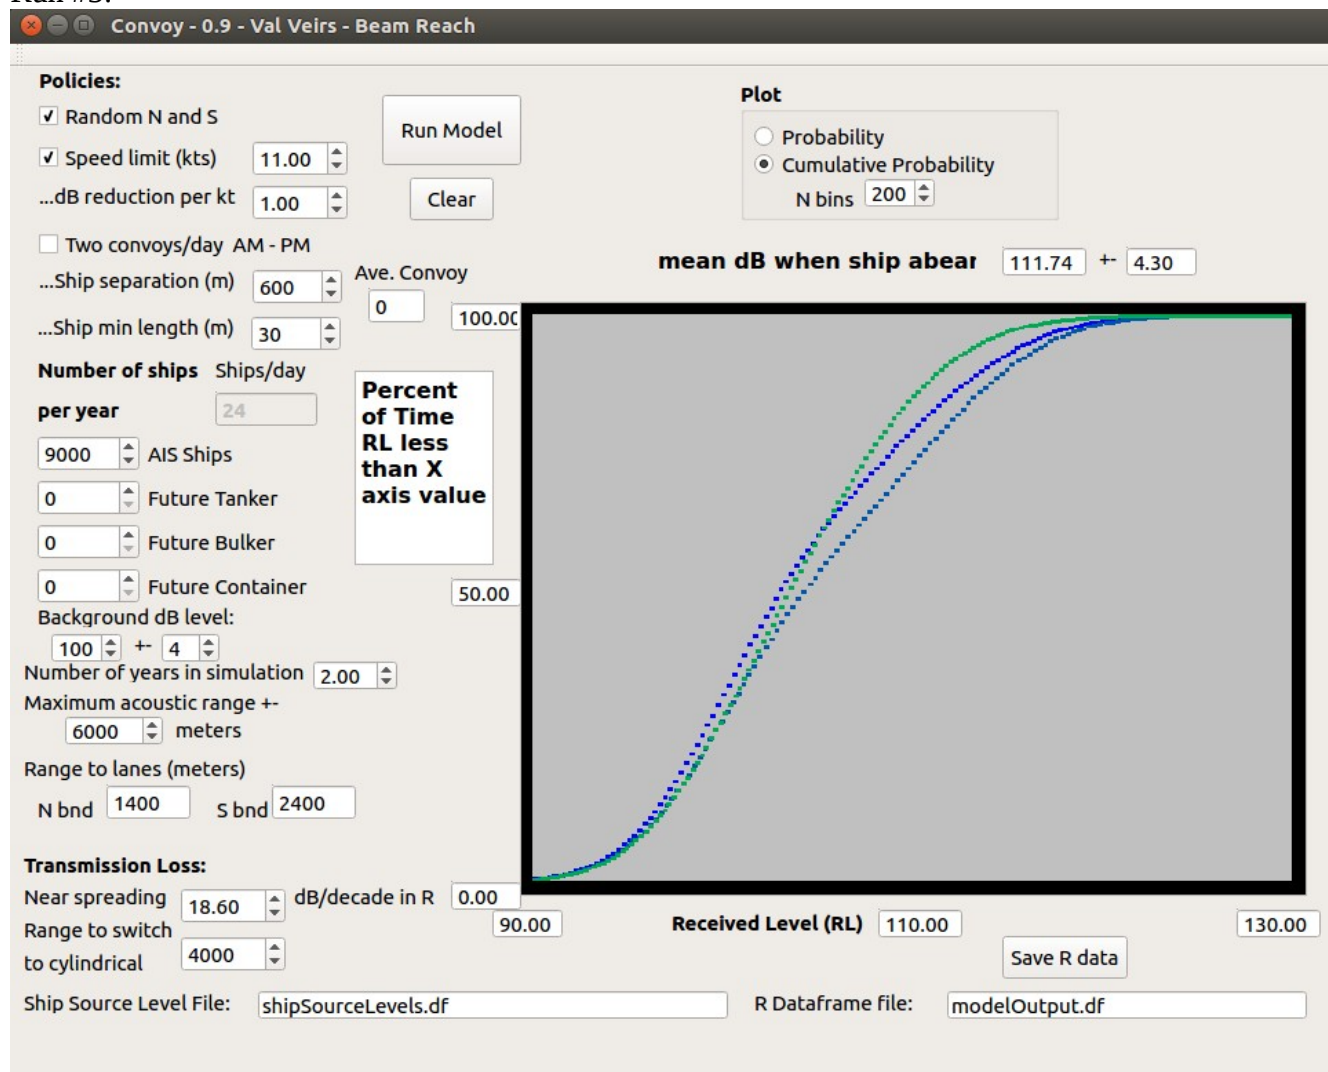 Run #3:
Convoy - 0.9 - Val Veirs - Beam Reach
Policies:
Random N and S
Speed limit (kts) 11.00
...dB reduction per kt 1.00
Run Model
Clear
Plot
Probability
Cumulative Probability
N bins 200
Two convoys/day AM - PM
...Ship separation (m) 600
...Ship min length (m) 30
Ave. Convoy
0
mean dB when ship abear 111.74 +- 4.30
Number of ships Ships/day
per year 24
9000 AIS Ships
0 Future Tanker
0 Future Bulker
0 Future Container
Percent
of Time
RL less
than X
axis value
100.00
50.00
0.00
Background dB level:
100 +- 4
Number of years in simulation 2.00
Maximum acoustic range +-
6000 meters
Range to lanes (meters)
N bnd 1400 S bnd 2400
Transmission Loss:
Near spreading 18.60 dB/decade in R
Range to switch
to cylindrical 4000
90.00 Received Level (RL) 110.00 130.00
Save R data
Ship Source Level File: shipSourceLevels.df R Dataframe file: modelOutput.df